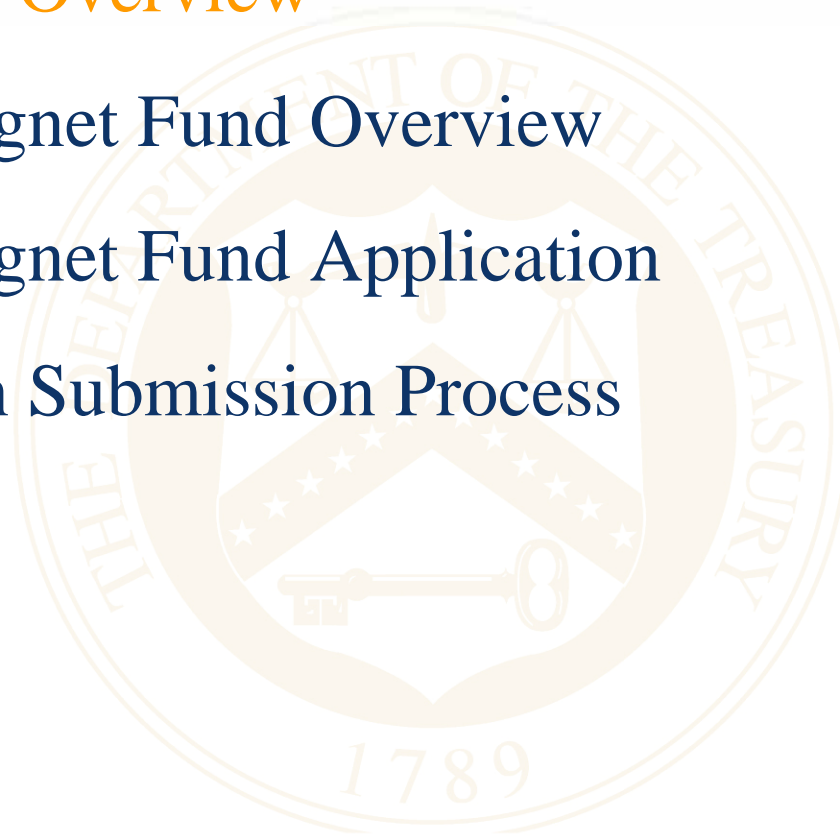 Overview
gnet Fund Overview
gnet Fund Application
n Submission Process
THE DEPARTMENT OF THE TREASURY
1789